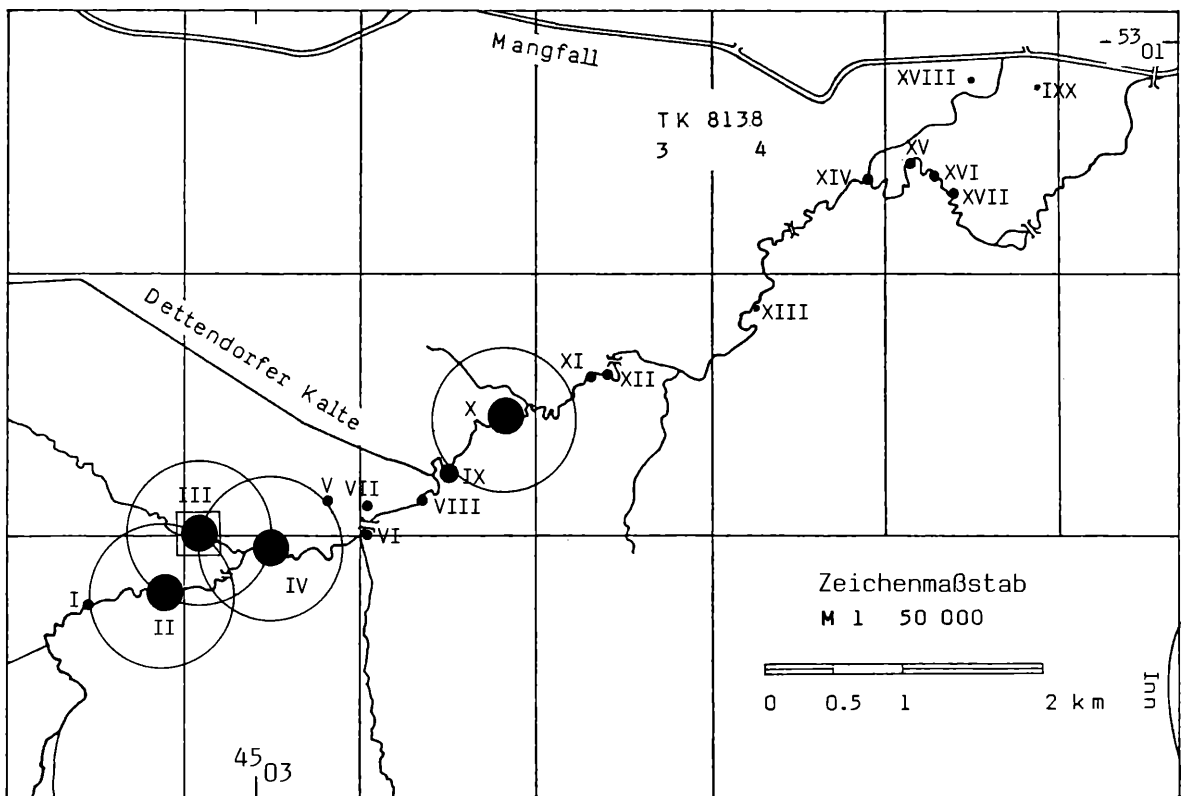 Mangfall
53 01
TK 8138
3 4
XVIII
IXX
XV
XIV
XVI
XVII
Dettendorfer Kalte
XIII
XI
XII
X
IX
V
VII
III
VIII
VI
I
IV
II
Zeichenmaßstab
M 1 50 000
0 0.5 1 2 km
Inn
45 03